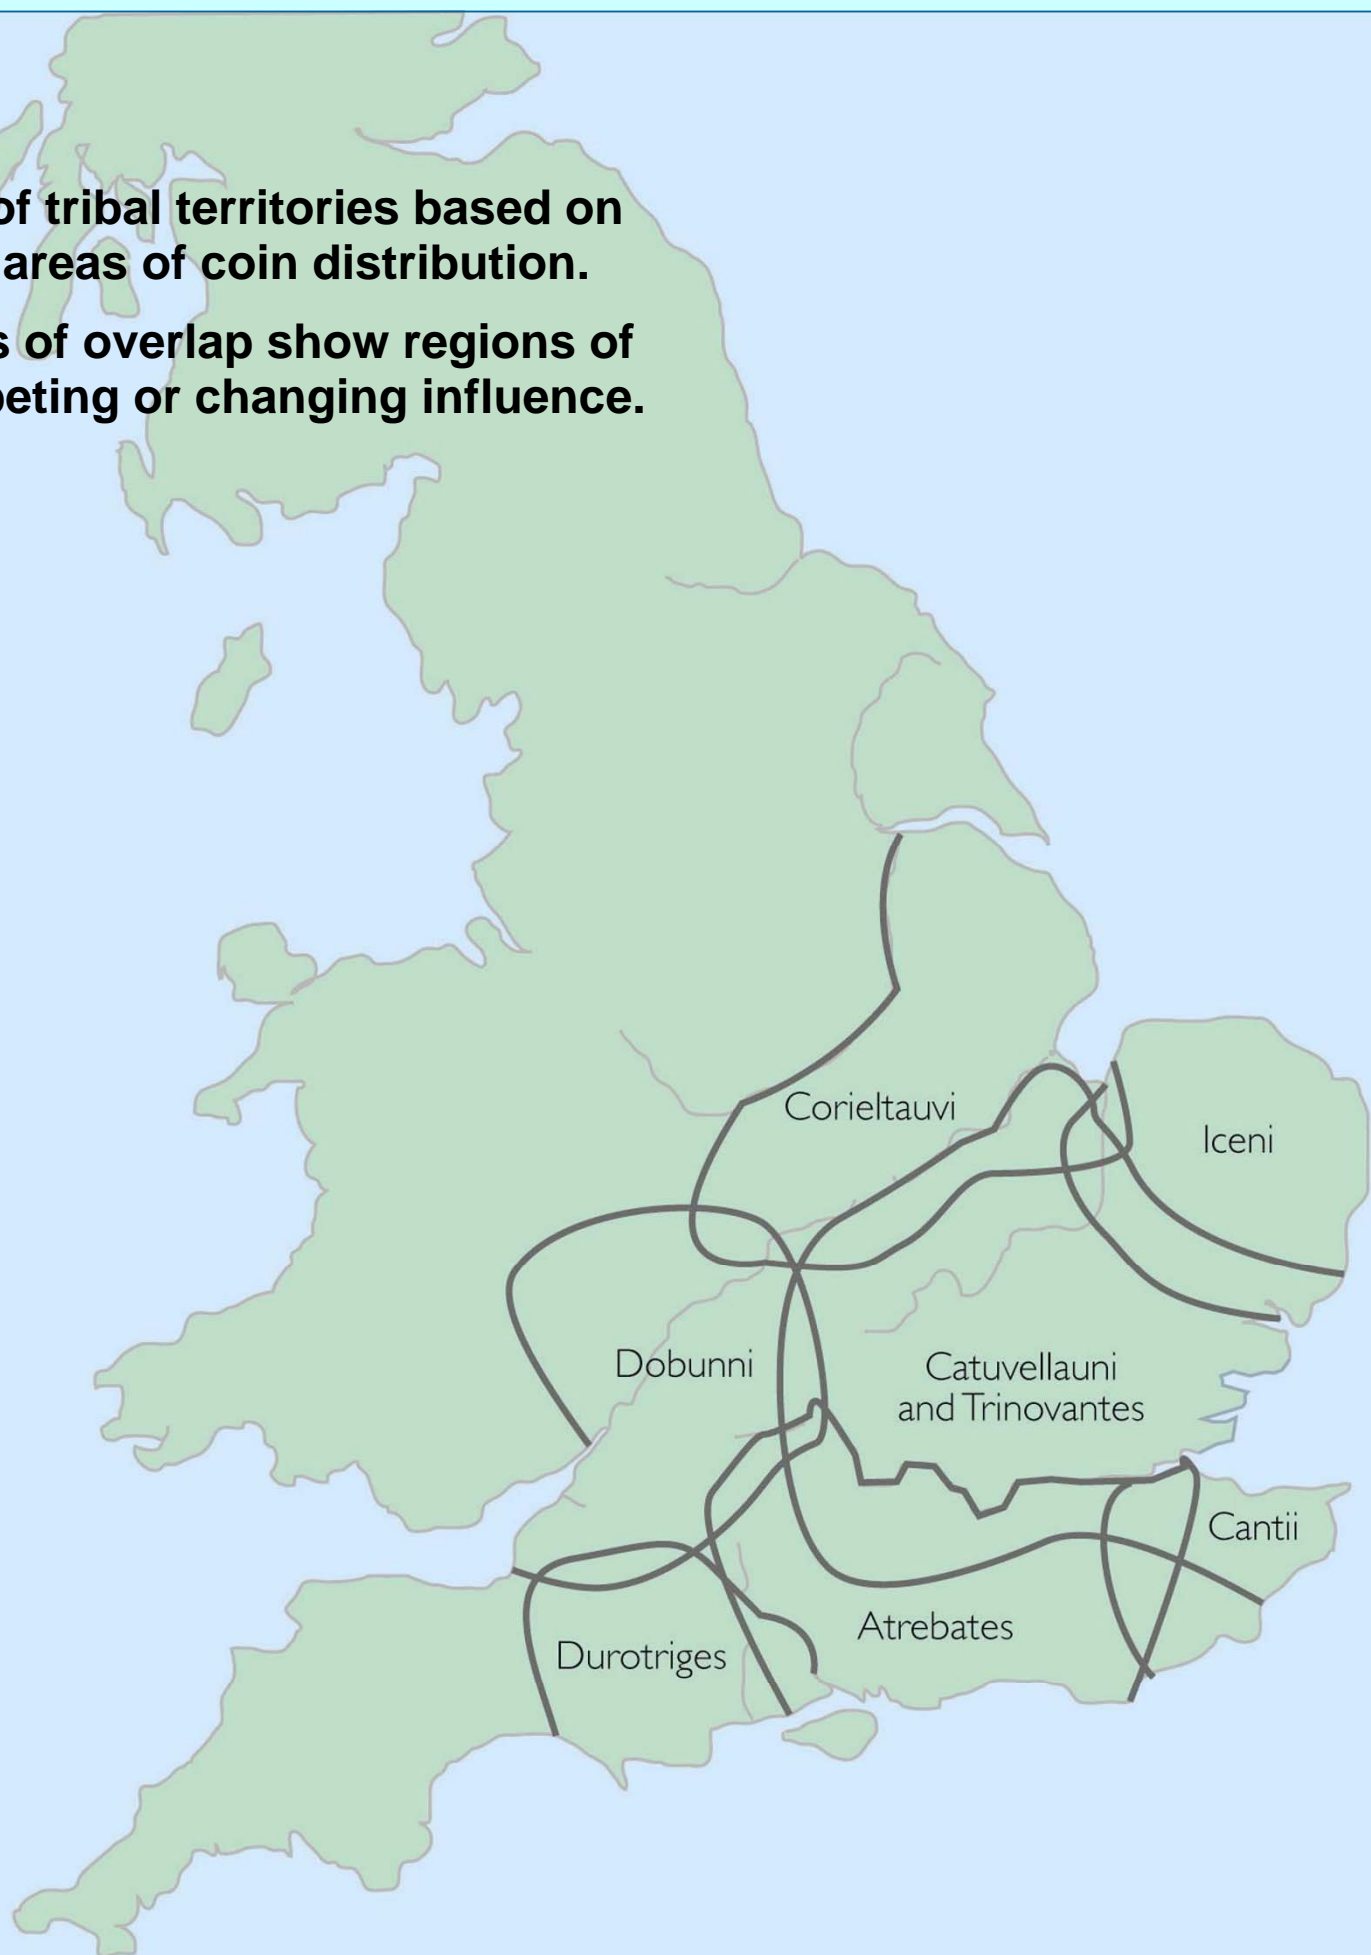 of tribal territories based on
areas of coin distribution.
s of overlap show regions of
peting or changing influence.
Corieltauvi
Iceni
Dobunni
Catuvellauni
and Trinovantes
Cantii
Atrebates
Durotriges